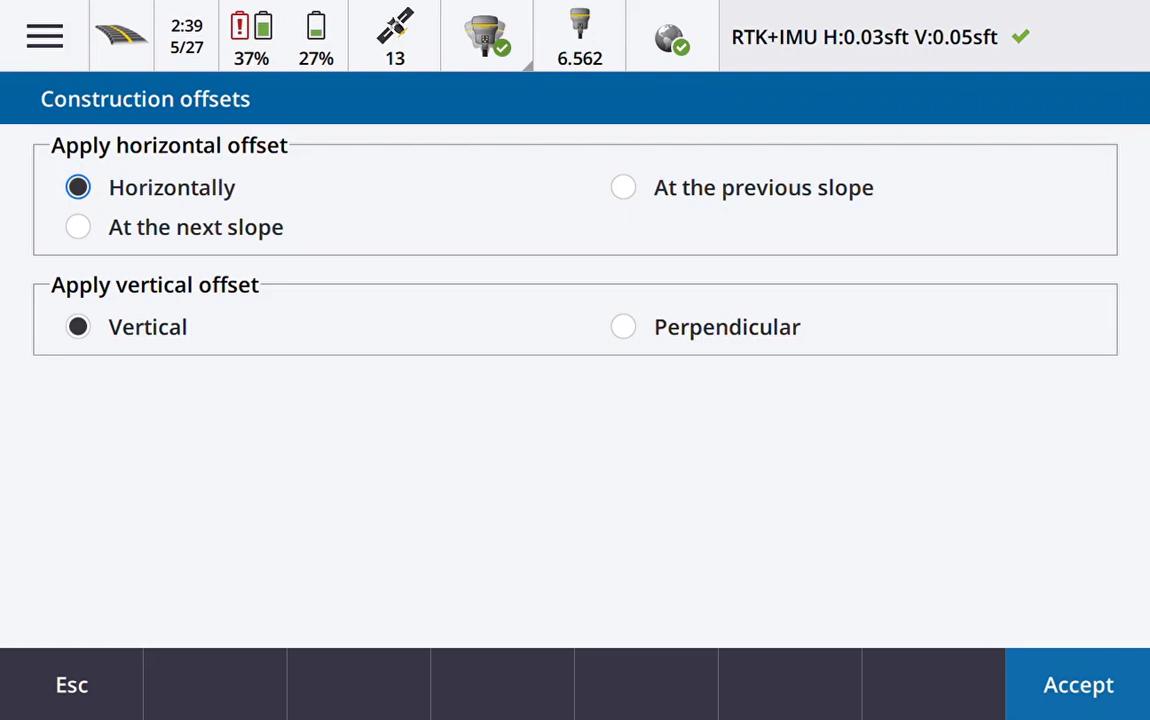 2:39
5/27
37%
27%
13
6.562
RTK+IMU H:0.03sft V:0.05sft
Construction offsets
Apply horizontal offset
Horizontally
At the previous slope
At the next slope
Apply vertical offset
Vertical
Perpendicular
Esc
Accept